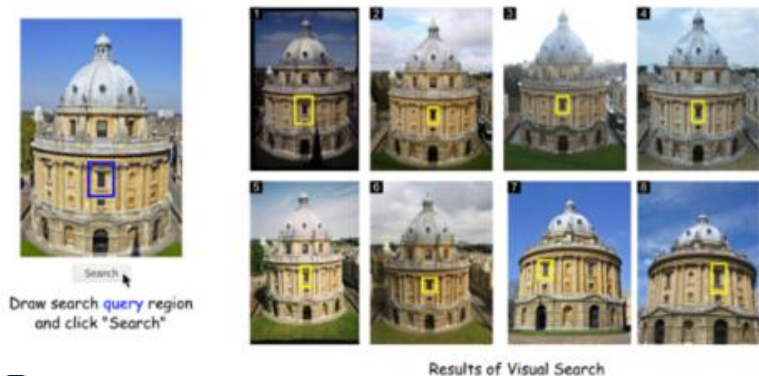 1
2
3
4
5
6
7
8
Search
Draw search query region
and click "Search"
Results of Visual Search